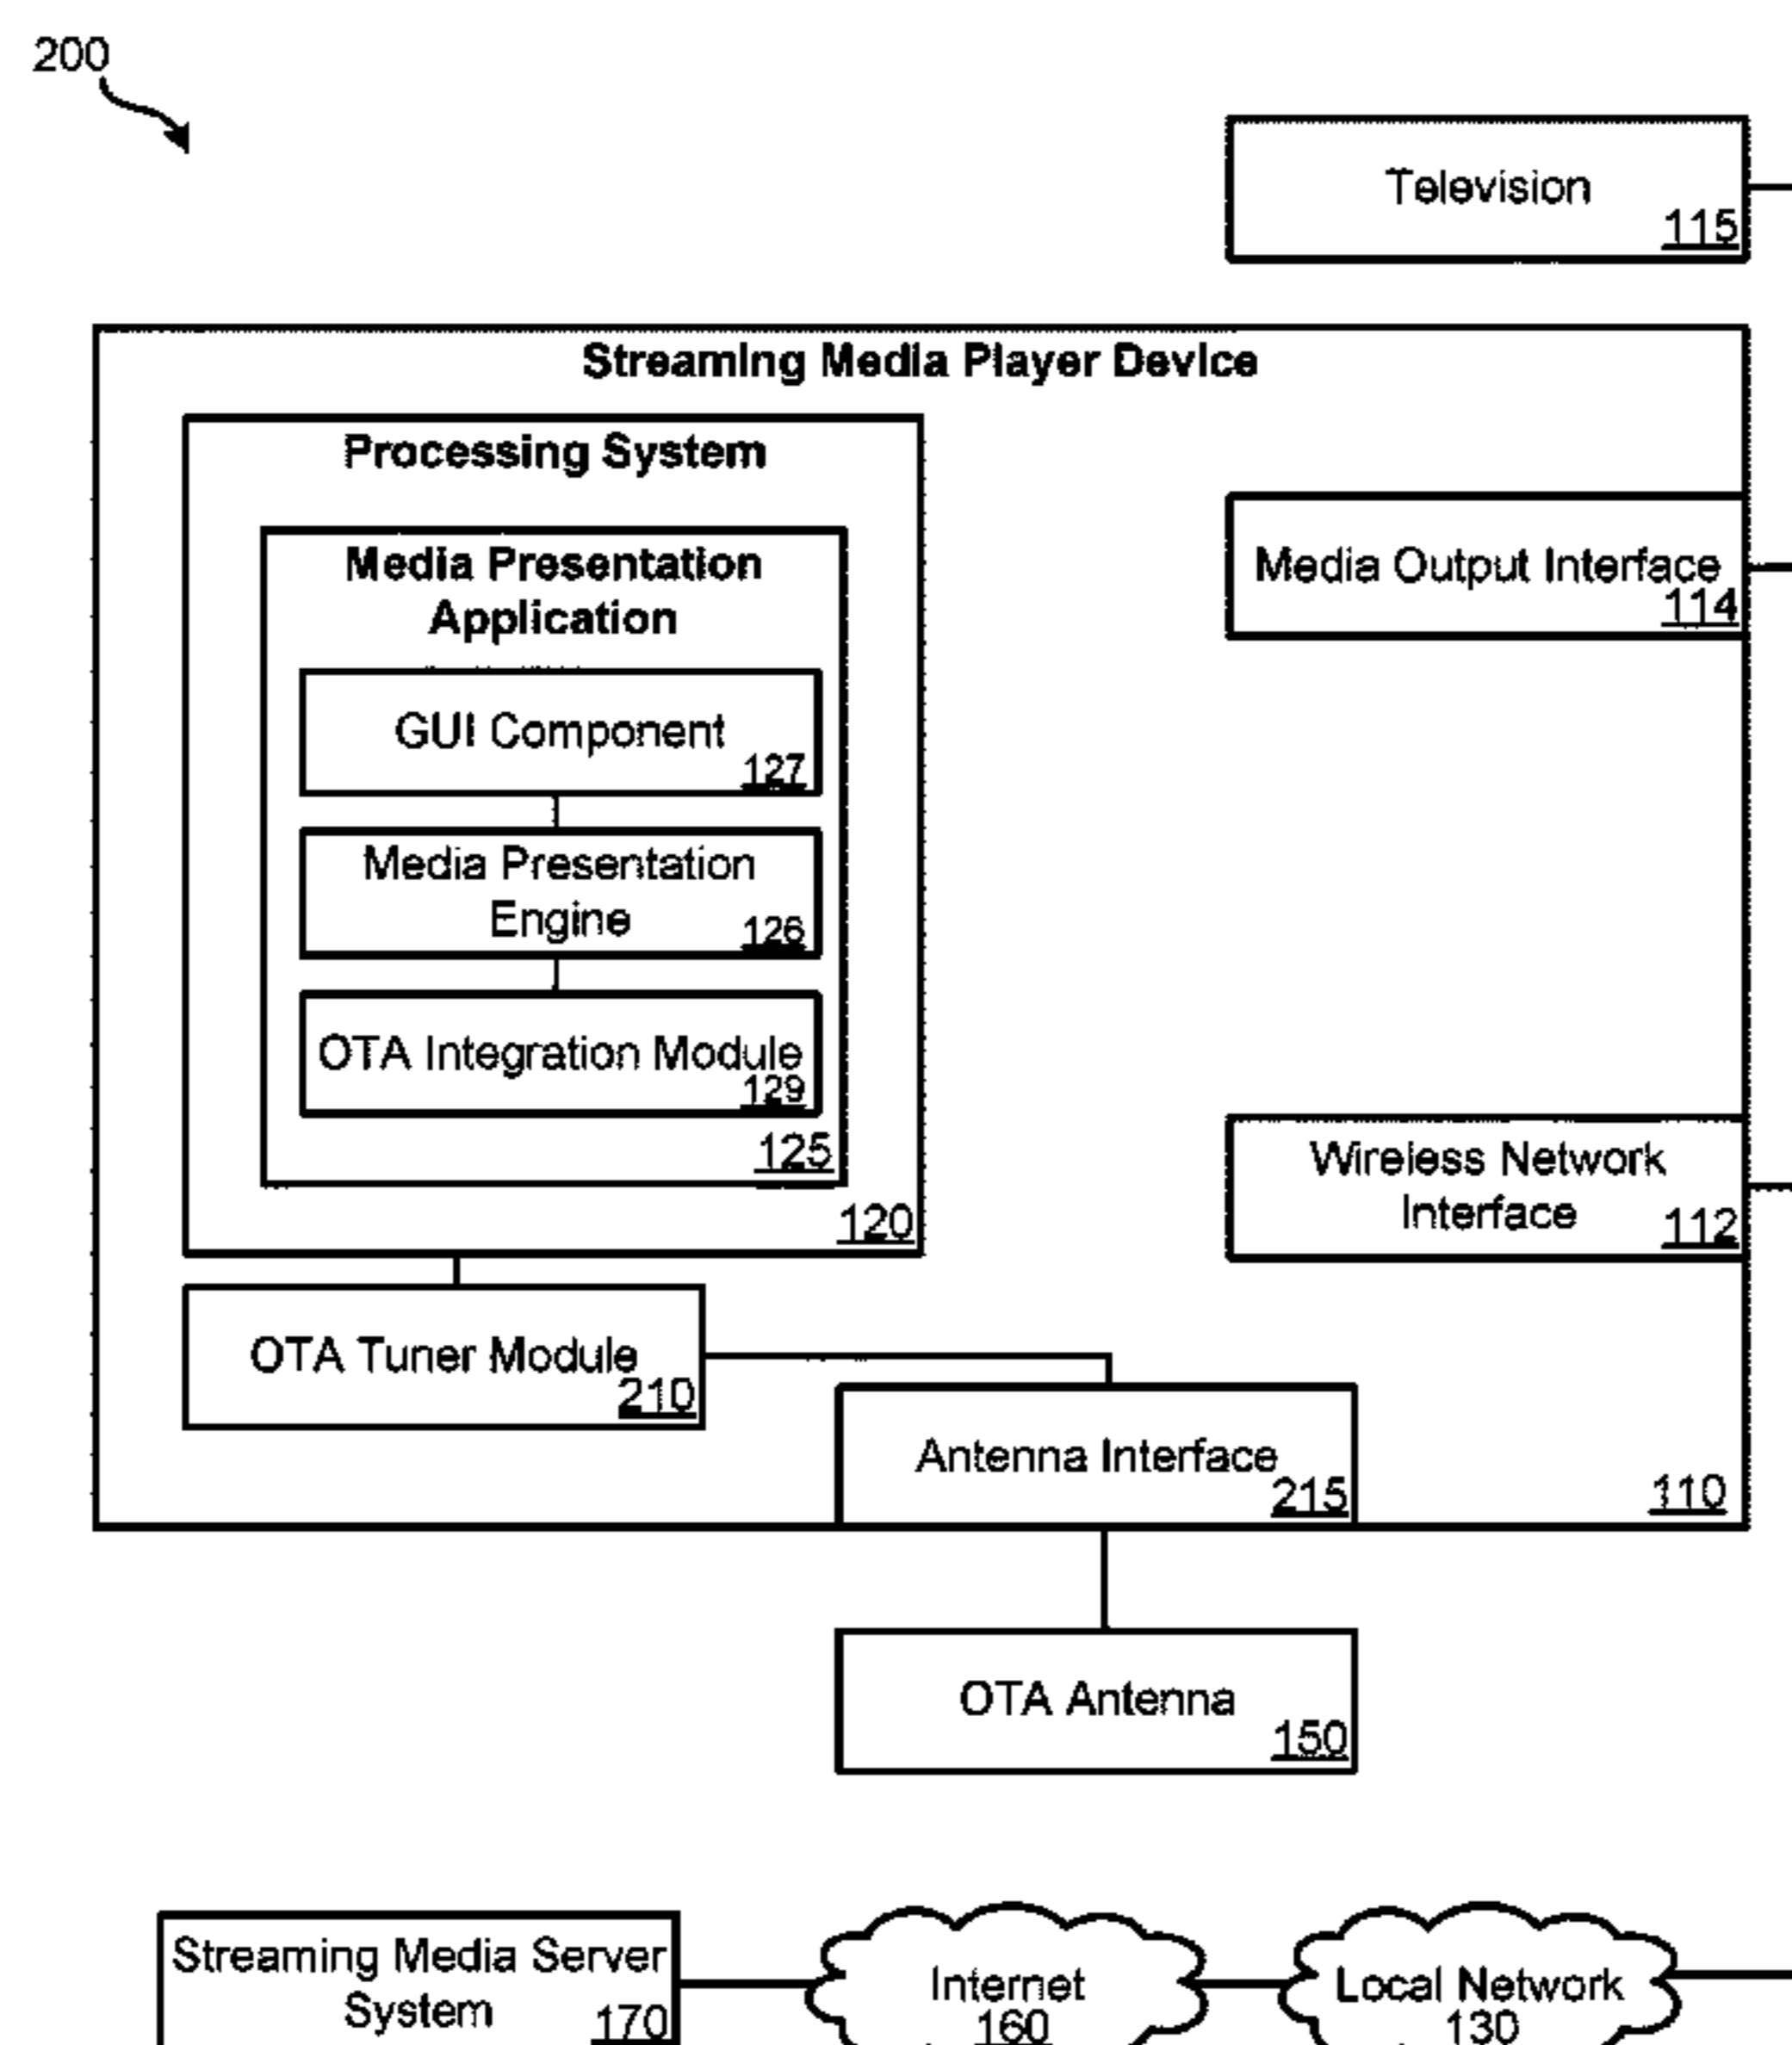 200
Television
115
Streaming Media Player Device
Processing System
Media Presentation
Application
Media Output Interface
114
GUI Component
127
Media Presentation
Engine
126
OTA Integration Module
129
125
120
Wireless Network
Interface
112
OTA Tuner Module
210
Antenna Interface
215
110
OTA Antenna
150
Streaming Media Server
System
170
Internet
160
Local Network
130